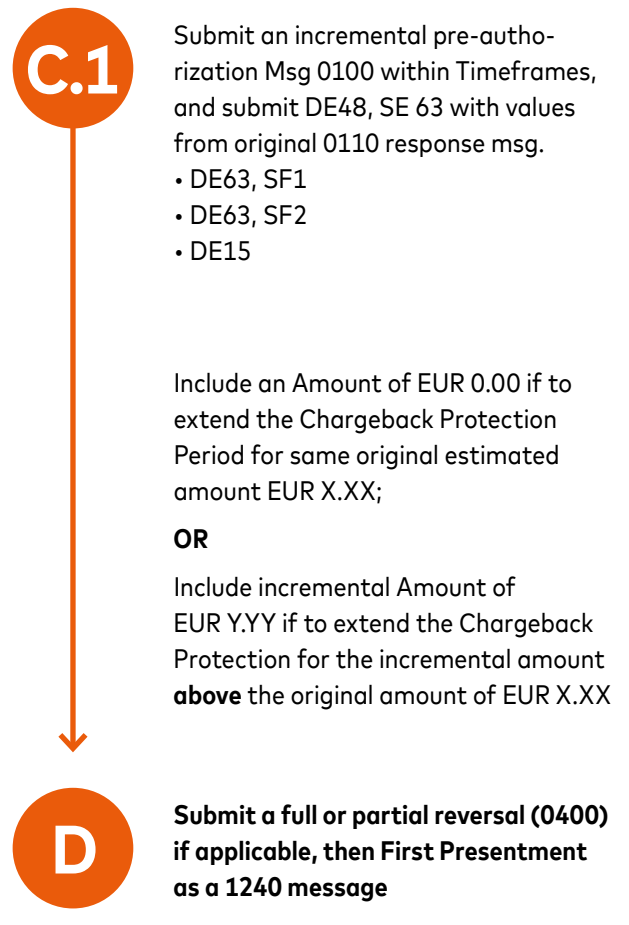 C.1
Submit an incremental pre-autho-
rization Msg 0100 within Timeframes,
and submit DE48, SE 63 with values
from original 0110 response msg.
• DE63, SF1
• DE63, SF2
• DE15
Include an Amount of EUR 0.00 if to
extend the Chargeback Protection
Period for same original estimated
amount EUR X.XX;
OR
Include incremental Amount of
EUR Y.YY if to extend the Chargeback
Protection for the incremental amount
above the original amount of EUR X.XX
D
Submit a full or partial reversal (0400)
if applicable, then First Presentment
as a 1240 message